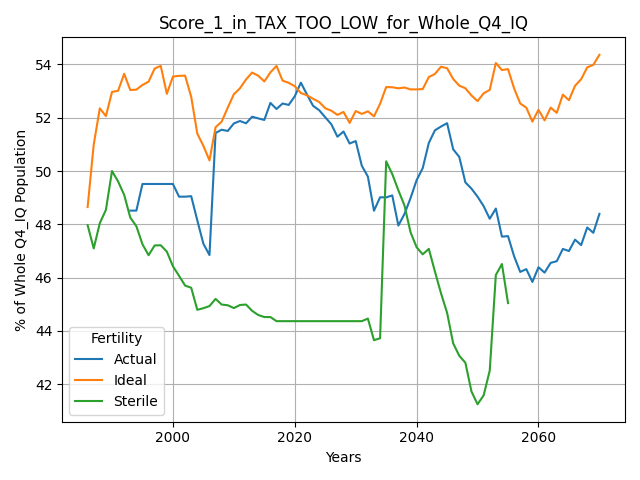 Score_1_in_TAX_TOO_LOW_for_Whole_Q4_IQ
% of Whole Q4_IQ Population
54
52
50
48
46
44
42
Fertility
Actual
Ideal
Sterile
2000 2020 2040 2060
Years